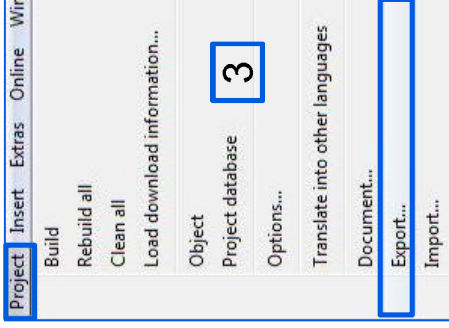 Project Insert Extras Online Wir
Build
Rebuild all
Clean all
Load download information...
Object
Project database
3
Options...
Translate into other languages
Document...
Export...
Import...